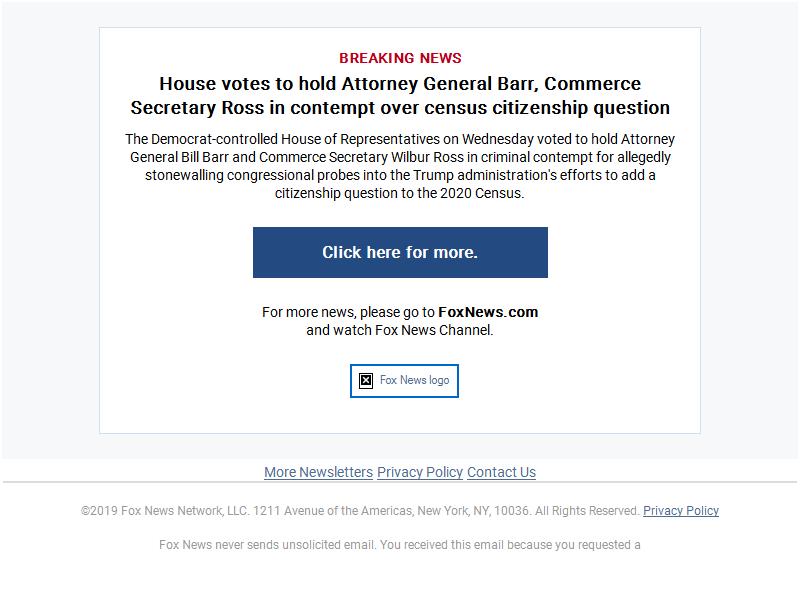 BREAKING NEWS
House votes to hold Attorney General Barr, Commerce
Secretary Ross in contempt over census citizenship question
The Democrat-controlled House of Representatives on Wednesday voted to hold Attorney
General Bill Barr and Commerce Secretary Wilbur Ross in criminal contempt for allegedly
stonewalling congressional probes into the Trump administration's efforts to add a
citizenship question to the 2020 Census.
Click here for more.
For more news, please go to FoxNews.com
and watch Fox News Channel.
Fox News logo
More Newsletters Privacy Policy Contact Us
©2019 Fox News Network, LLC. 1211 Avenue of the Americas, New York, NY, 10036. All Rights Reserved. Privacy Policy
Fox News never sends unsolicited email. You received this email because you requested a